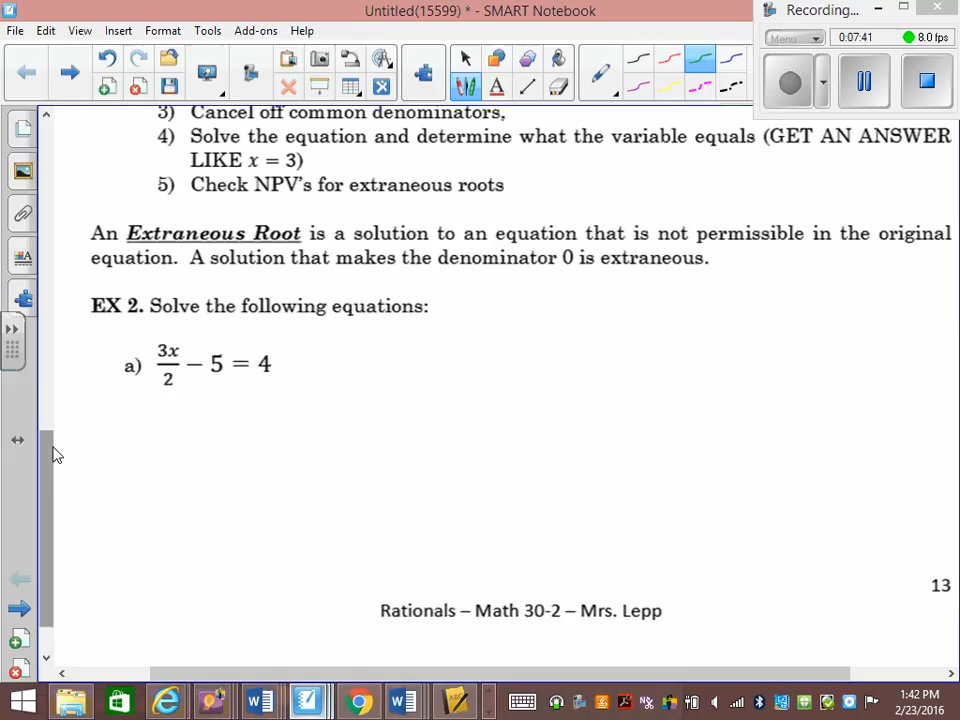 Untitled(15599) * - SMART Notebook
Recording...
File Edit View Insert Format Tools Add-ons Help
Menu 0:07:41 8.0 fps
3) Cancel off common denominators,
4) Solve the equation and determine what the variable equals (GET AN ANSWER
LIKE x = 3)
5) Check NPV's for extraneous roots
An Extraneous Root is a solution to an equation that is not permissible in the original
equation. A solution that makes the denominator 0 is extraneous.
EX 2. Solve the following equations:
a) 3x/2 − 5 = 4
13
Rationals – Math 30-2 – Mrs. Lepp
1:42 PM
2/23/2016